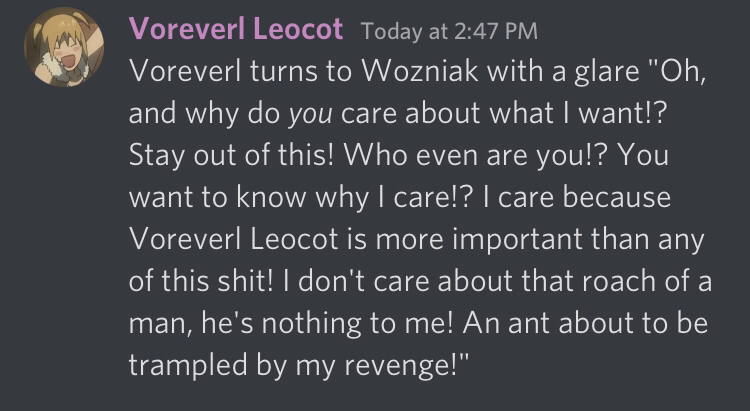 Voreverl Leocot Today at 2:47 PM
Voreverl turns to Wozniak with a glare "Oh,
and why do you care about what I want!?
Stay out of this! Who even are you!? You
want to know why I care!? I care because
Voreverl Leocot is more important than any
of this shit! I don't care about that roach of a
man, he's nothing to me! An ant about to be
trampled by my revenge!"